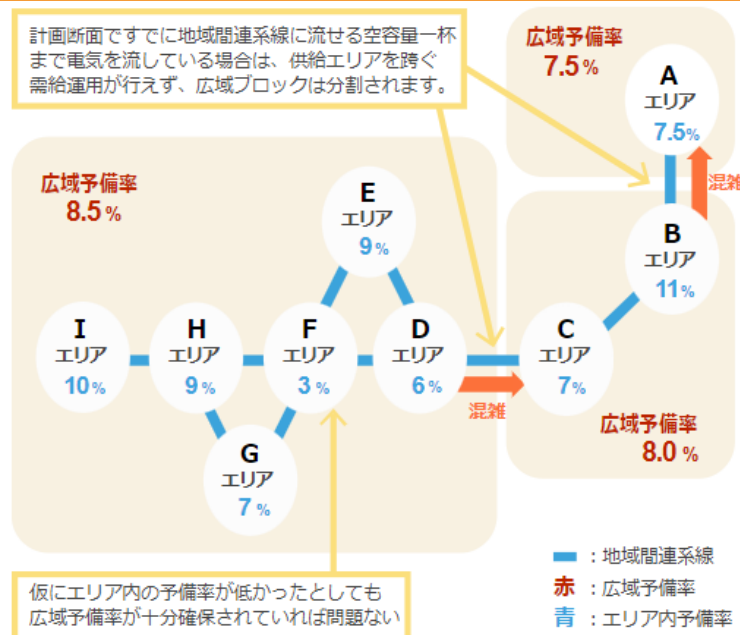 計画断面ですでに地域間連系線に流せる空容量一杯
まで電気を流している場合は、供給エリアを跨ぐ
需給運用が行えず、広域ブロックは分割されます。
広域予備率
7.5 %
A
エリア
7.5%
混雑
広域予備率
8.5 %
E
エリア
9 %
B
エリア
11 %
I
エリア
10 %
H
エリア
9 %
F
エリア
3 %
D
エリア
6 %
C
エリア
7 %
混雑
広域予備率
8.0 %
G
エリア
7 %
仮にエリア内の予備率が低かったとしても
広域予備率が十分確保されていれば問題ない
：地域間連系線
赤 ：広域予備率
青 ：エリア内予備率